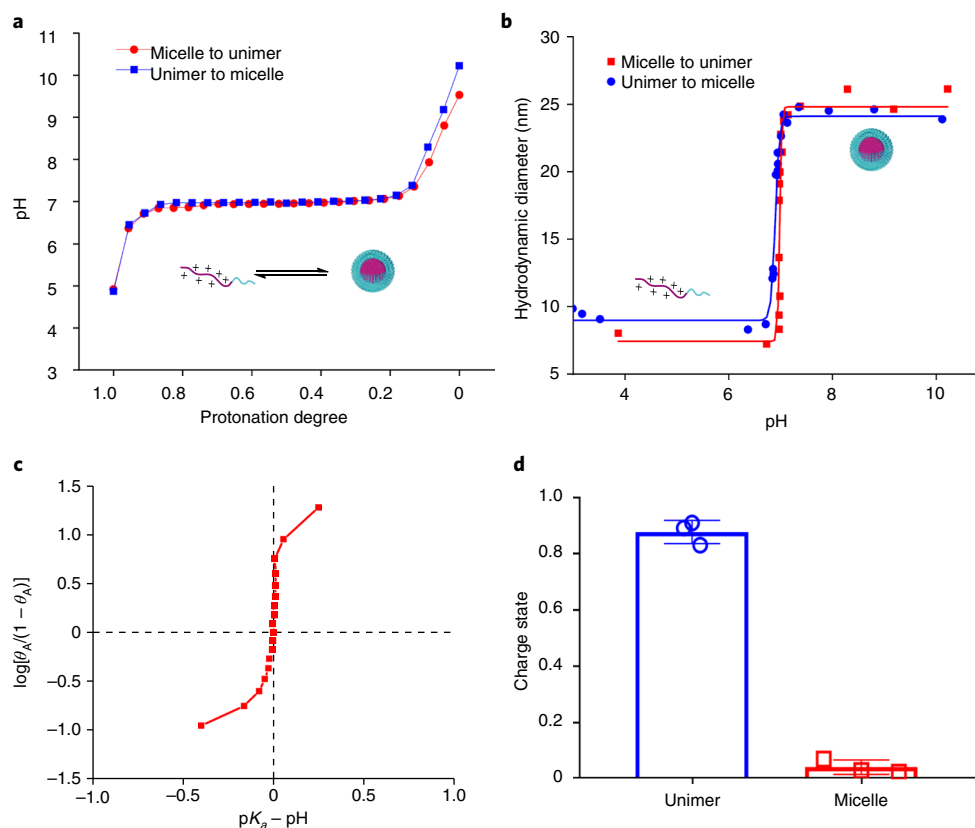 a
11
10
9
8
7
6
5
4
3
pH
Micelle to unimer
Unimer to micelle
+ + + + + +
1.0 0.8 0.6 0.4 0.2 0
Protonation degree
b
30
25
20
15
10
5
Hydrodynamic diameter (nm)
Micelle to unimer
Unimer to micelle
+ + + + + +
4 6 8 10
pH
c
1.5
1.0
0.5
0
−0.5
−1.0
−1.5
log[θA/(1 − θA)]
−1.0 −0.5 0 0.5 1.0
pKa – pH
d
1.0
0.8
0.6
0.4
0.2
0
Charge state
Unimer Micelle